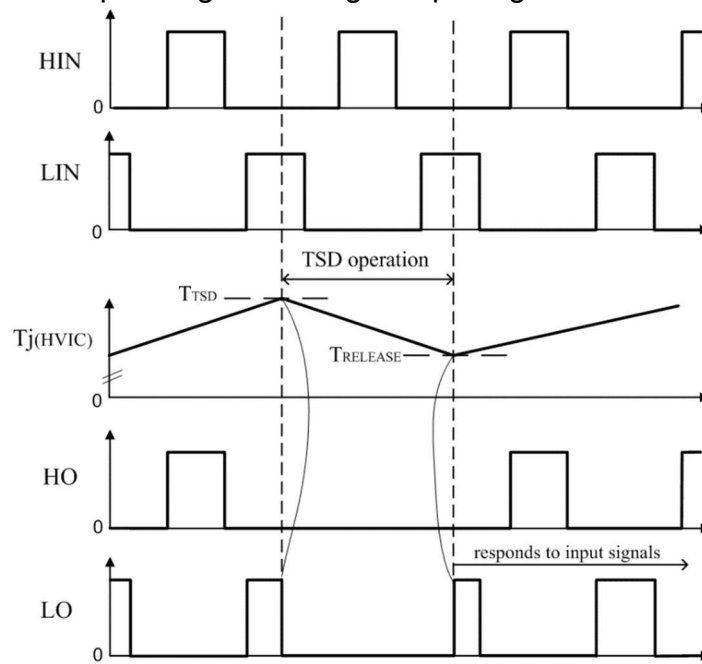 HIN
0
LIN
0
TSD operation
TTSD
Tj(HVIC)
TRELEASE
0
HO
0
responds to input signals
LO
0